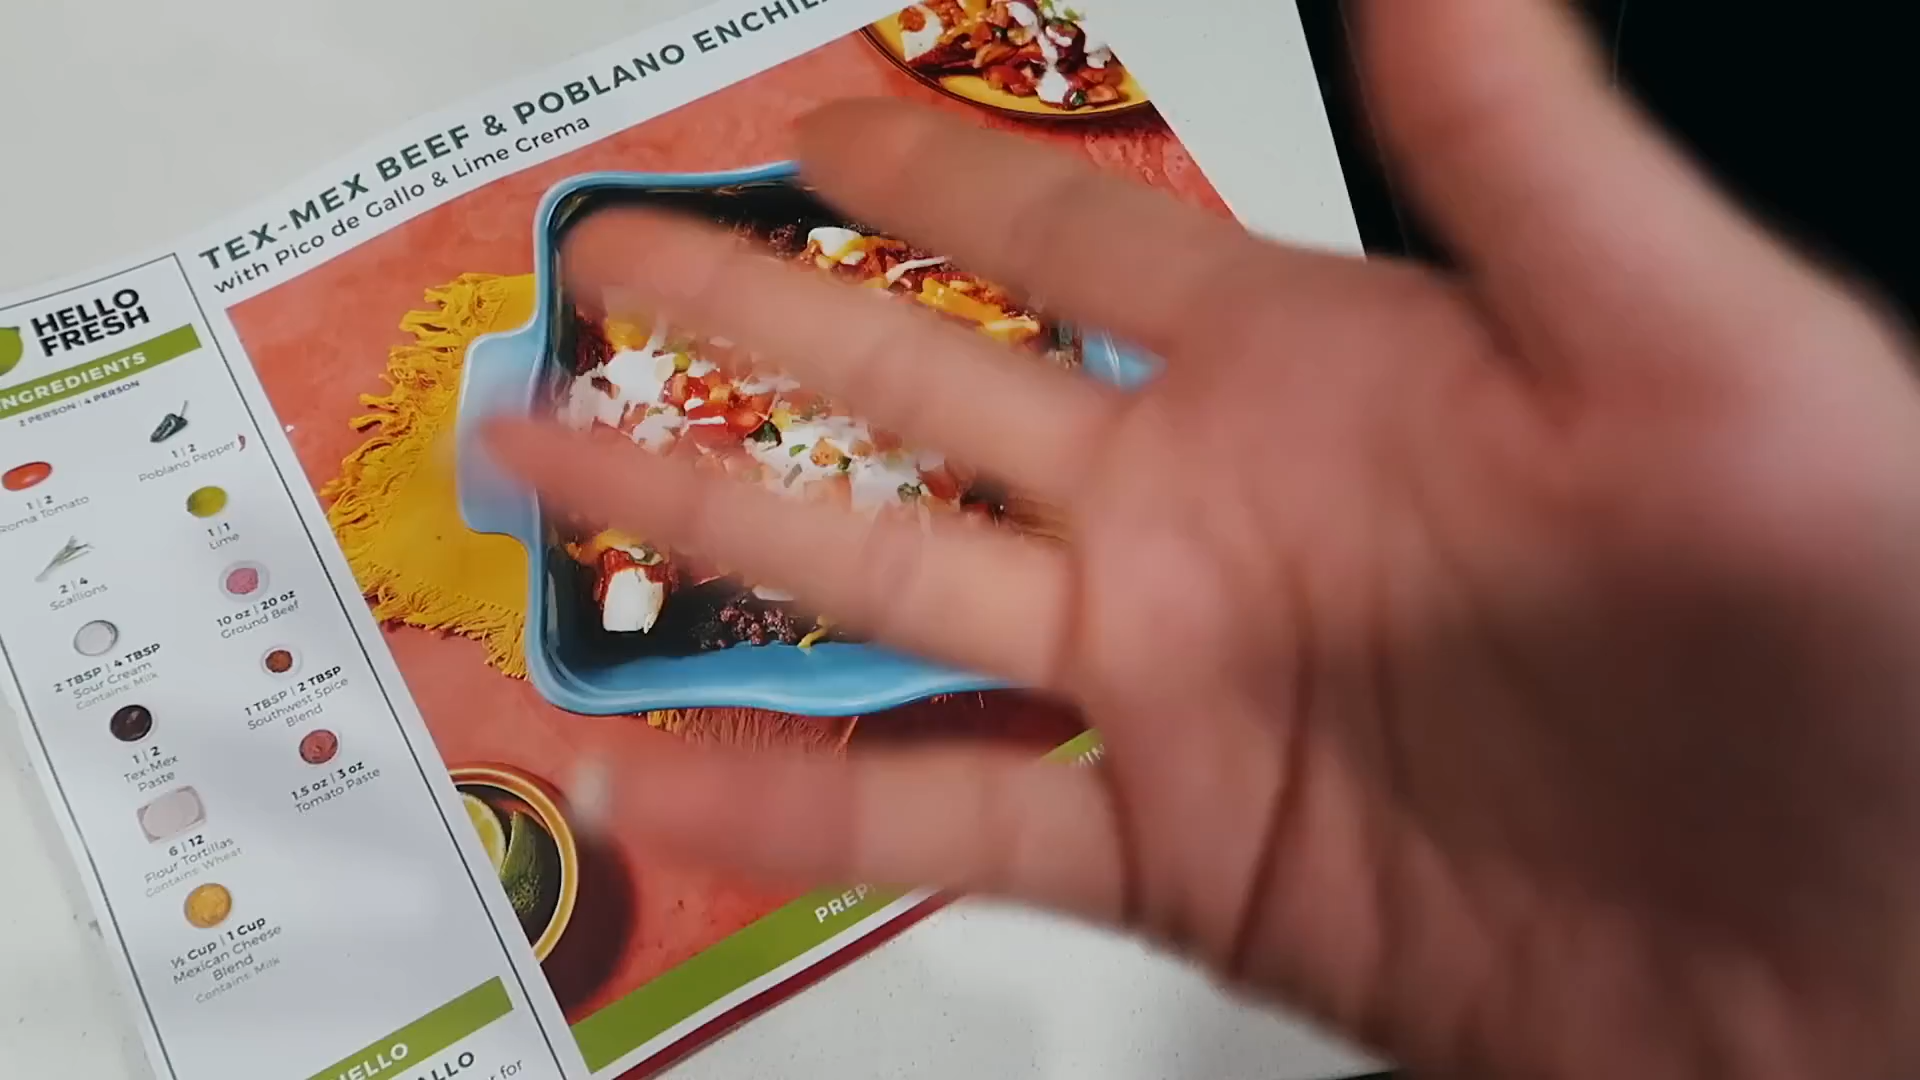 TEX-MEX BEEF & POBLANO
with Pico de Gallo & Lime Crema
HELLO
FRESH
INGREDIENTS
2 PERSON | 4 PERSON
1 | 2
Roma Tomato
1 | 2
Poblano Pepper
2 | 4
Scallions
1 | 1
Lime
2 TBSP | 4 TBSP
Sour Cream
Contains: Milk
10 oz | 20 oz
Ground Beef
1 | 2
Tex-Mex
Paste
1 TBSP | 2 TBSP
Southwest Spice
Blend
6 | 12
Flour Tortillas
Contains: Wheat
1.5 oz | 3 oz
Tomato Paste
½ Cup | 1 Cup
Mexican Cheese
Blend
Contains: Milk
HELLO
for
PREP